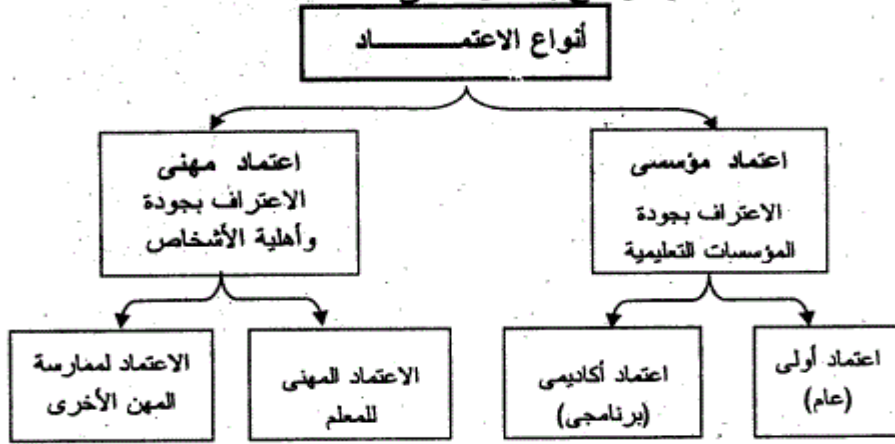 أنواع الاعتمـــــــاد
اعتماد مؤسسى
الاعتراف بجودة
المؤسسات التعليمية
اعتماد مهنى
الاعتراف بجودة
وأهلية الأشخاص
اعتماد أولى
(عام)
اعتماد أكاديمى
(برنامجى)
الاعتماد المهنى
للمعلم
الاعتماد لممارسة
المهن الأخرى